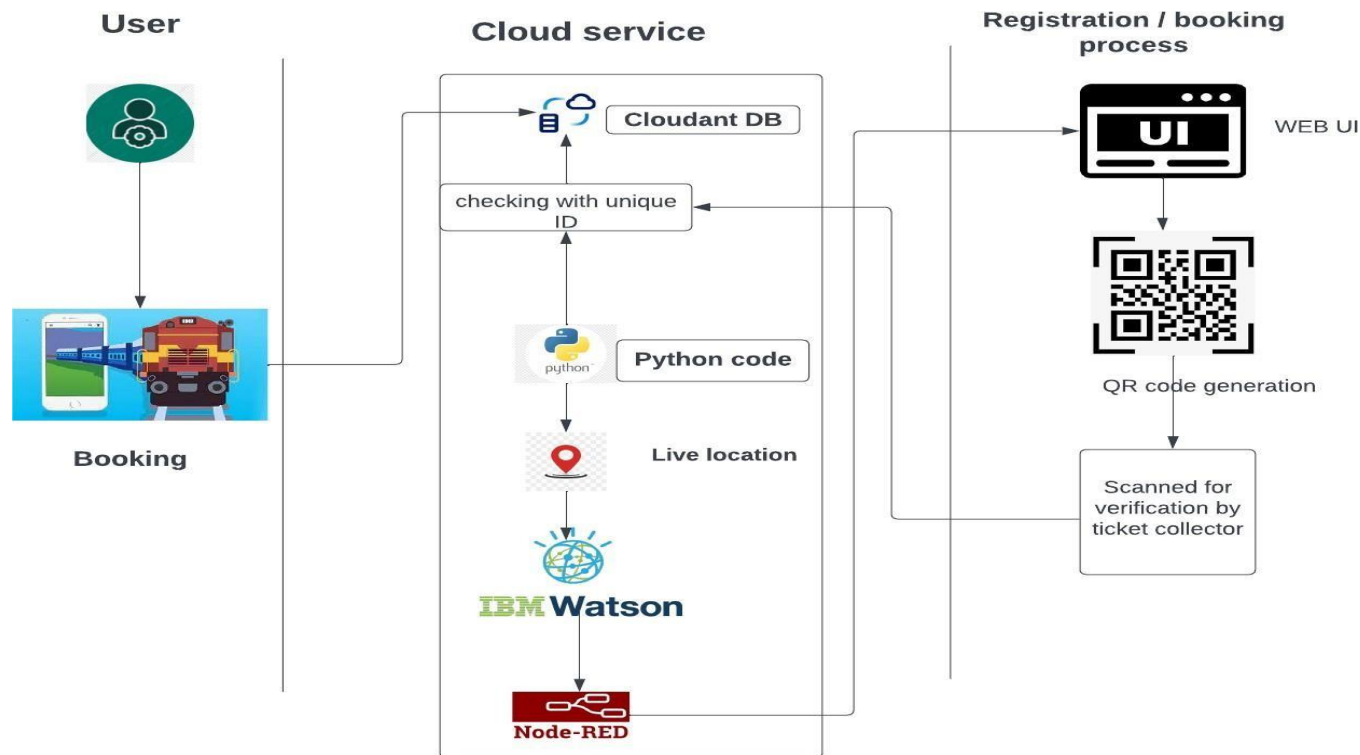 User
Booking
Cloud service
Cloudant DB
checking with unique
ID
python
Python code
Live location
IBM Watson
Node-RED
Registration / booking
process
UI
WEB UI
QR code generation
Scanned for
verification by
ticket collector